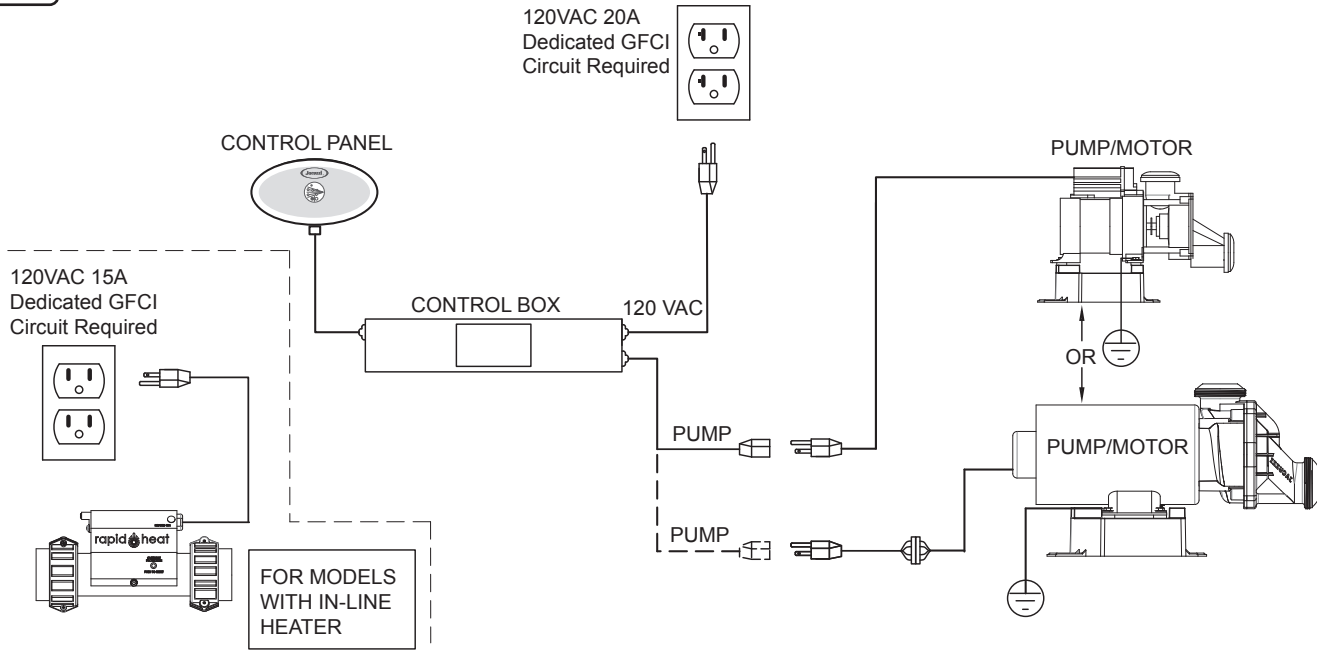 120VAC 20A
Dedicated GFCI
Circuit Required
CONTROL PANEL
PUMP/MOTOR
120VAC 15A
Dedicated GFCI
Circuit Required
CONTROL BOX
120 VAC
OR
PUMP
PUMP/MOTOR
PUMP
rapid heat
FOR MODELS
WITH IN-LINE
HEATER